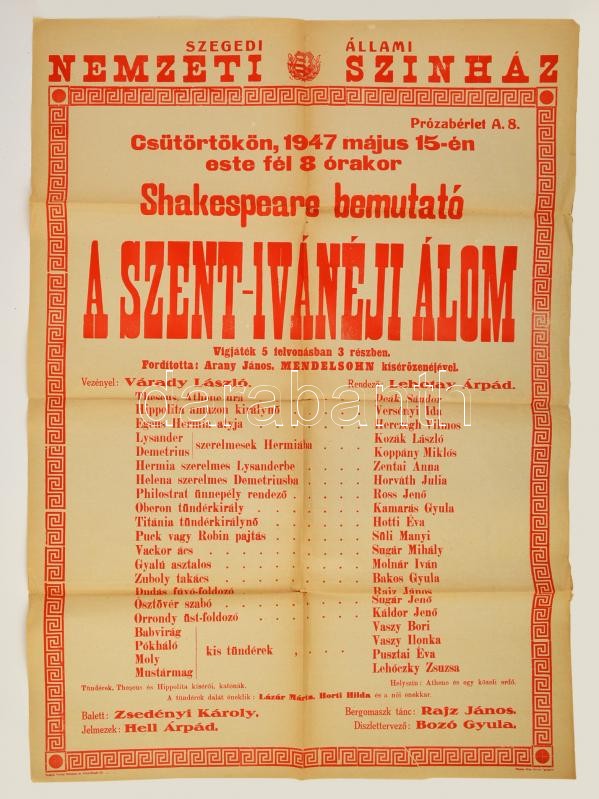 SZEGEDI ÁLLAMI
NEMZETI SZINHÁZ
Prózabérlet A. 8.
Csütörtökön, 1947 május 15-én
este fél 8 órakor
Shakespeare bemutató
A SZENT-IVÁNÉJI ÁLOM
Vígjáték 5 felvonásban 3 részben.
Fordította: Arany János. MENDELSOHN kísérőzenéjével.
Vezényel: Várady László. Rendező: Lehotay Árpád.
Theseus, Athéne ura . . . Deák Sándor
Hippolita amazon királynő . . . Versényi Ida
Egeus Hermia atyja . . . Herczegh Vilmos
Lysander Kozák László
szerelmesek Hermiába . . . .
Demetrius Koppány Miklós
Hermia szerelmes Lysanderbe . . . . Zentai Anna
Helena szerelmes Demetriusba . . . . Horváth Julia
Philostrat ünnepély rendező . . . . . Ross Jenő
Oberon tündérkirály . . . . . . Kamarás Gyula
Titánia tündérkirálynő . . . . . . Hotti Éva
Puck vagy Robin pajtás . . . . . . Süli Manyi
Vackor ács . . . . . . . . Sugár Mihály
Gyalú asztalos . . . . . . . Molnár Iván
Zuboly takács . . . . . . . Bakos Gyula
Dudás fúvó-foldozó . . . . . . Rajz János
Ösztövér szabó . . . . . . . Sugár Jenő
Orrondy üst-foldozó . . . . . . Káldor Jenő
Babvirág Vaszy Bori
Pókháló Vaszy Ilonka
kis tündérek , . . .
Moly Pusztai Éva
Mustármag Lehóczky Zsuzsa
Tündérek, Theseus és Hippolita kisérői, katonák. Helyszín: Athene és egy közeli erdő.
A tündérek dalát éneklik: Lázár Márta, Horti Hilda és a női énekkar.
Balett: Zsedényi Károly. Bergomaszk tánc: Rajz János.
Jelmezek: Hell Árpád. Díszlettervező: Bozó Gyula.
darabanth